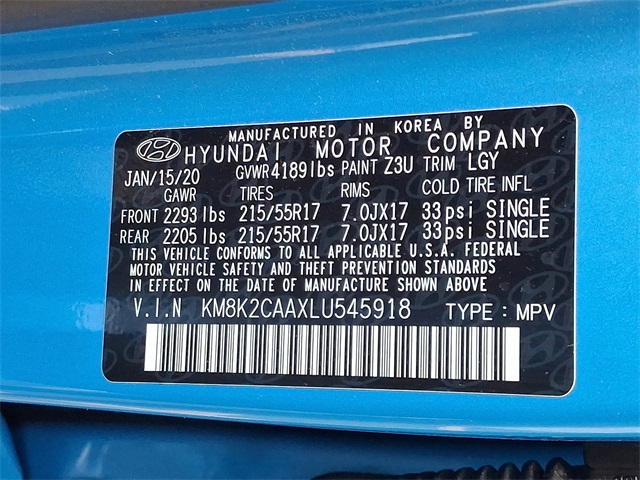 MANUFACTURED IN KOREA BY
HYUNDAI MOTOR COMPANY
JAN/15/20 GVWR4189lbs PAINT Z3U TRIM LGY
GAWR TIRES RIMS COLD TIRE INFL
FRONT 2293lbs 215/55R17 7.0JX17 33psi SINGLE
REAR 2205lbs 215/55R17 7.0JX17 33psi SINGLE
THIS VEHICLE CONFORMS TO ALL APPLICABLE U.S.A. FEDERAL
MOTOR VEHICLE SAFETY AND THEFT PREVENTION STANDARDS
IN EFFECT ON THE DATE OF MANUFACTURE SHOWN ABOVE
V.I.N KM8K2CAAXLU545918 TYPE : MPV